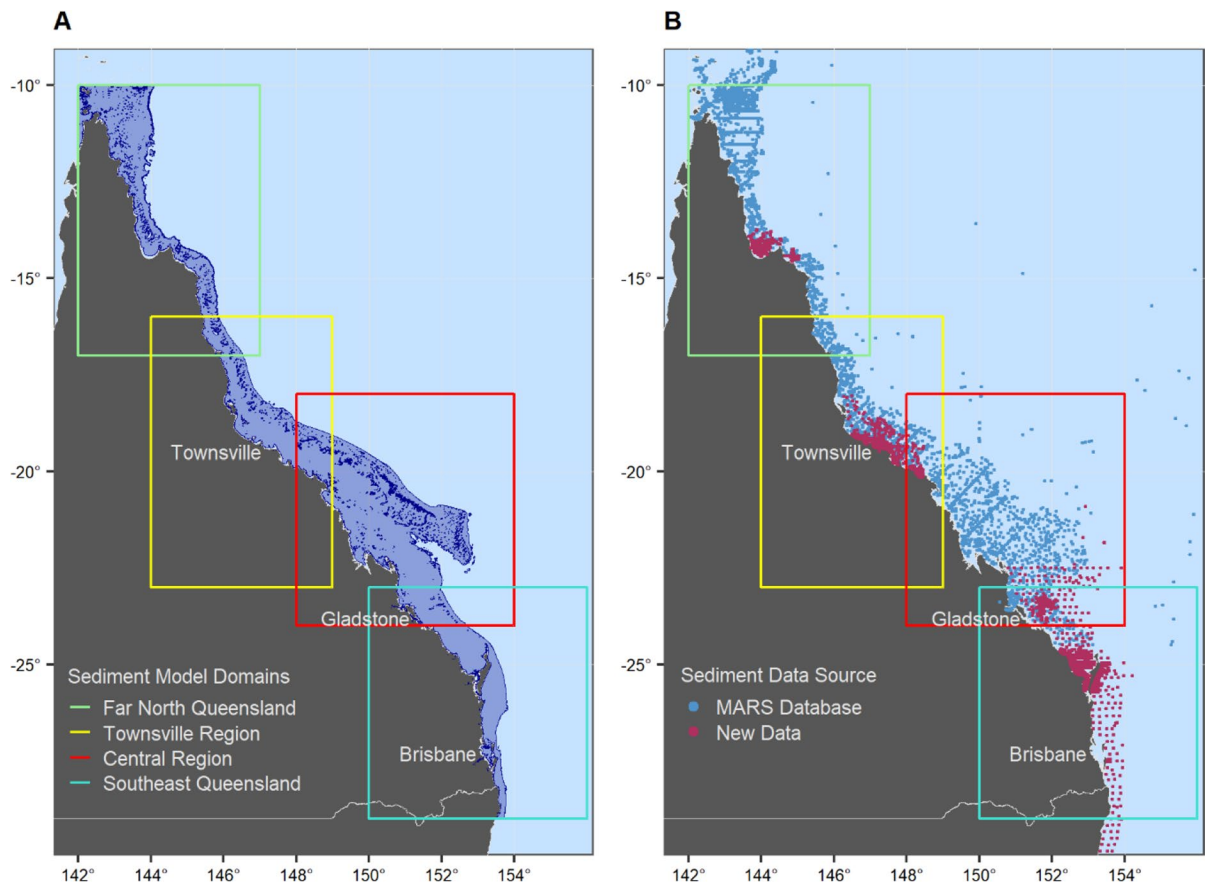 A
-10°
-15°
-20°
-25°
Townsville
Gladstone
Brisbane
Sediment Model Domains
Far North Queensland
Townsville Region
Central Region
Southeast Queensland
142° 144° 146° 148° 150° 152° 154°
B
-10°
-15°
-20°
-25°
Townsville
Gladstone
Brisbane
Sediment Data Source
MARS Database
New Data
142° 144° 146° 148° 150° 152° 154°